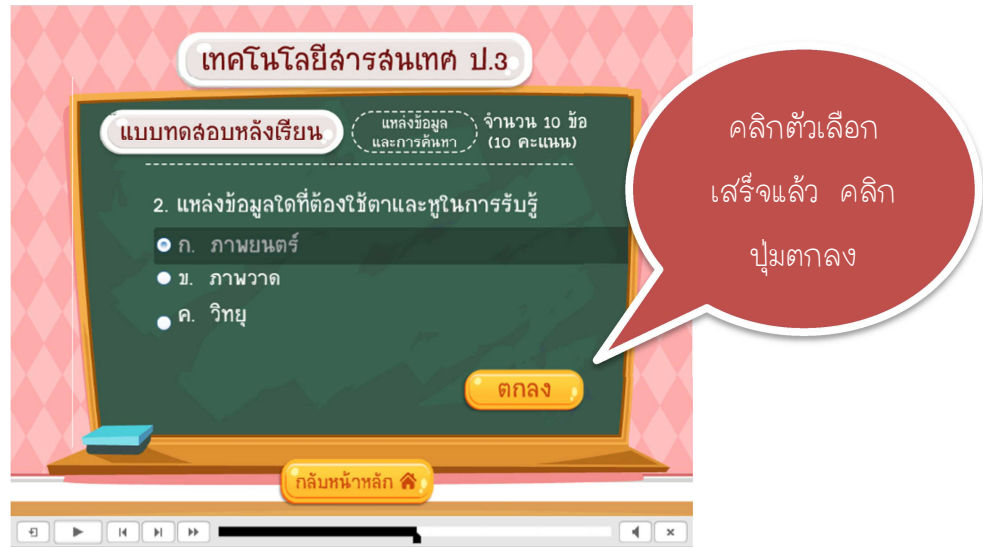 เทคโนโลยีสารสนเทศ ป.3
แบบทดสอบหลังเรียน
แหล่งข้อมูล
และการค้นหา
จำนวน 10 ข้อ
(10 คะแนน)
2. แหล่งข้อมูลใดที่ต้องใช้ตาและหูในการรับรู้
ก. ภาพยนตร์
ข. ภาพวาด
ค. วิทยุ
ตกลง
กลับหน้าหลัก
คลิกตัวเลือก
เสร็จแล้ว คลิก
ปุ่มตกลง